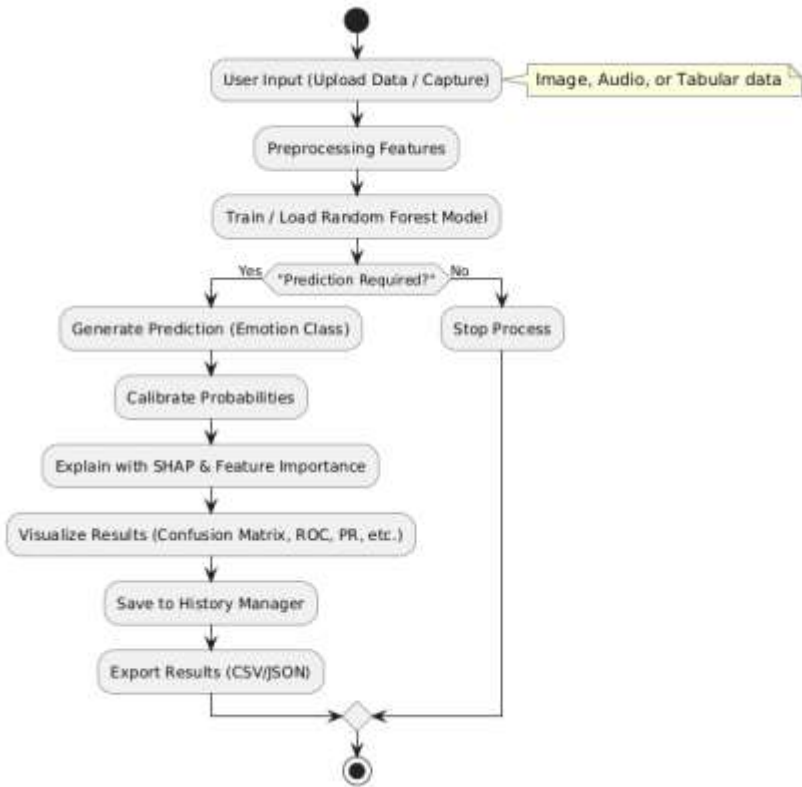 User Input (Upload Data / Capture)
Image, Audio, or Tabular data
Preprocessing Features
Train / Load Random Forest Model
Yes
"Prediction Required?"
No
Generate Prediction (Emotion Class)
Stop Process
Calibrate Probabilities
Explain with SHAP & Feature Importance
Visualize Results (Confusion Matrix, ROC, PR, etc.)
Save to History Manager
Export Results (CSV/JSON)